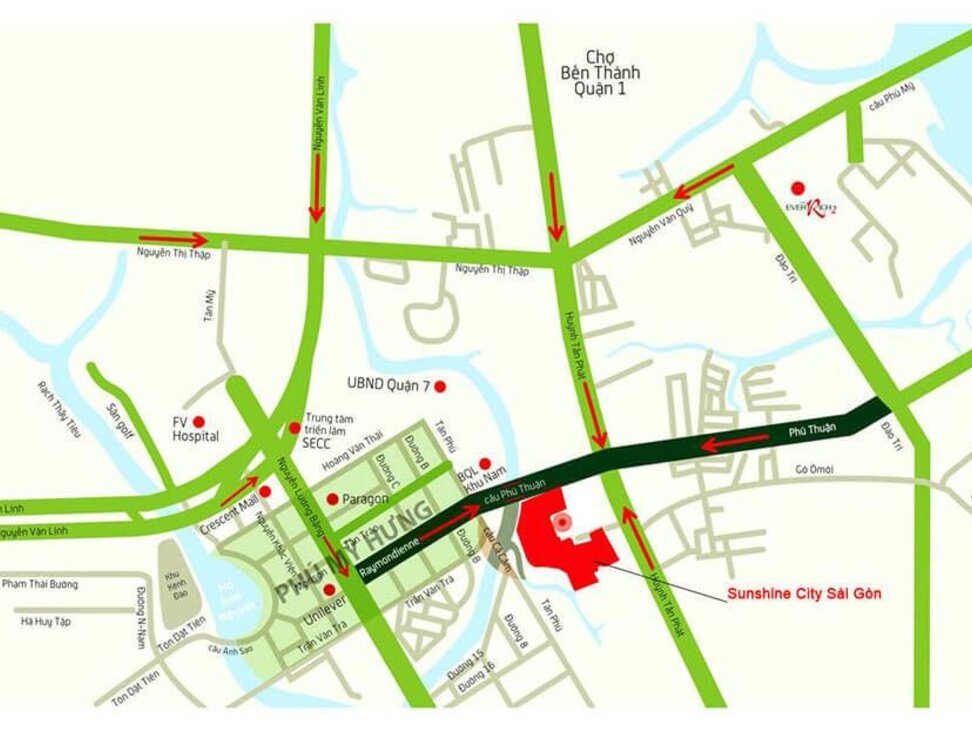 Chợ
Bến Thành
Quận 1
Nguyễn Văn Linh
cầu Phú Mỹ
EVER RICH 2
Nguyễn Văn Quỳ
Nguyễn Thị Thập
Nguyễn Thị Thập
Đào Trí
Tân Mỹ
Huỳnh Tấn Phát
UBND Quận 7
Rạch Thầy Tiêu
Sân golf
FV
Hospital
Trung tâm
triển lãm
SECC
Hoàng Văn Thái
Đường B
Tân Phú
Đường C
BQL
Khu Nam
Phú Thuận
Đào Trí
Gò Ômôi
Nguyễn Lương Bằng
Crescent Mall
Paragon
cầu Phú Thuận
n Linh
guyễn Văn Linh
Nguyễn Khắc Viện
Tân Trào
PHÚ MỸ HƯNG
Raymondienne
Đường B
cầu Cả Cấm
Khu
Kênh
Đào
Phạm Thái Bường
Hà Huy Tập
Đường N-Nam
Hồ
Bán
Nguyệt
Unilever
Trần Văn Trà
Trần Văn Trà
Tôn Dật Tiên
cầu Ánh Sao
Tôn Dật Tiên
Đường 15
Đường 16
Đường B
Tân Phú
Huỳnh Tấn Phát
Sunshine City Sài Gòn